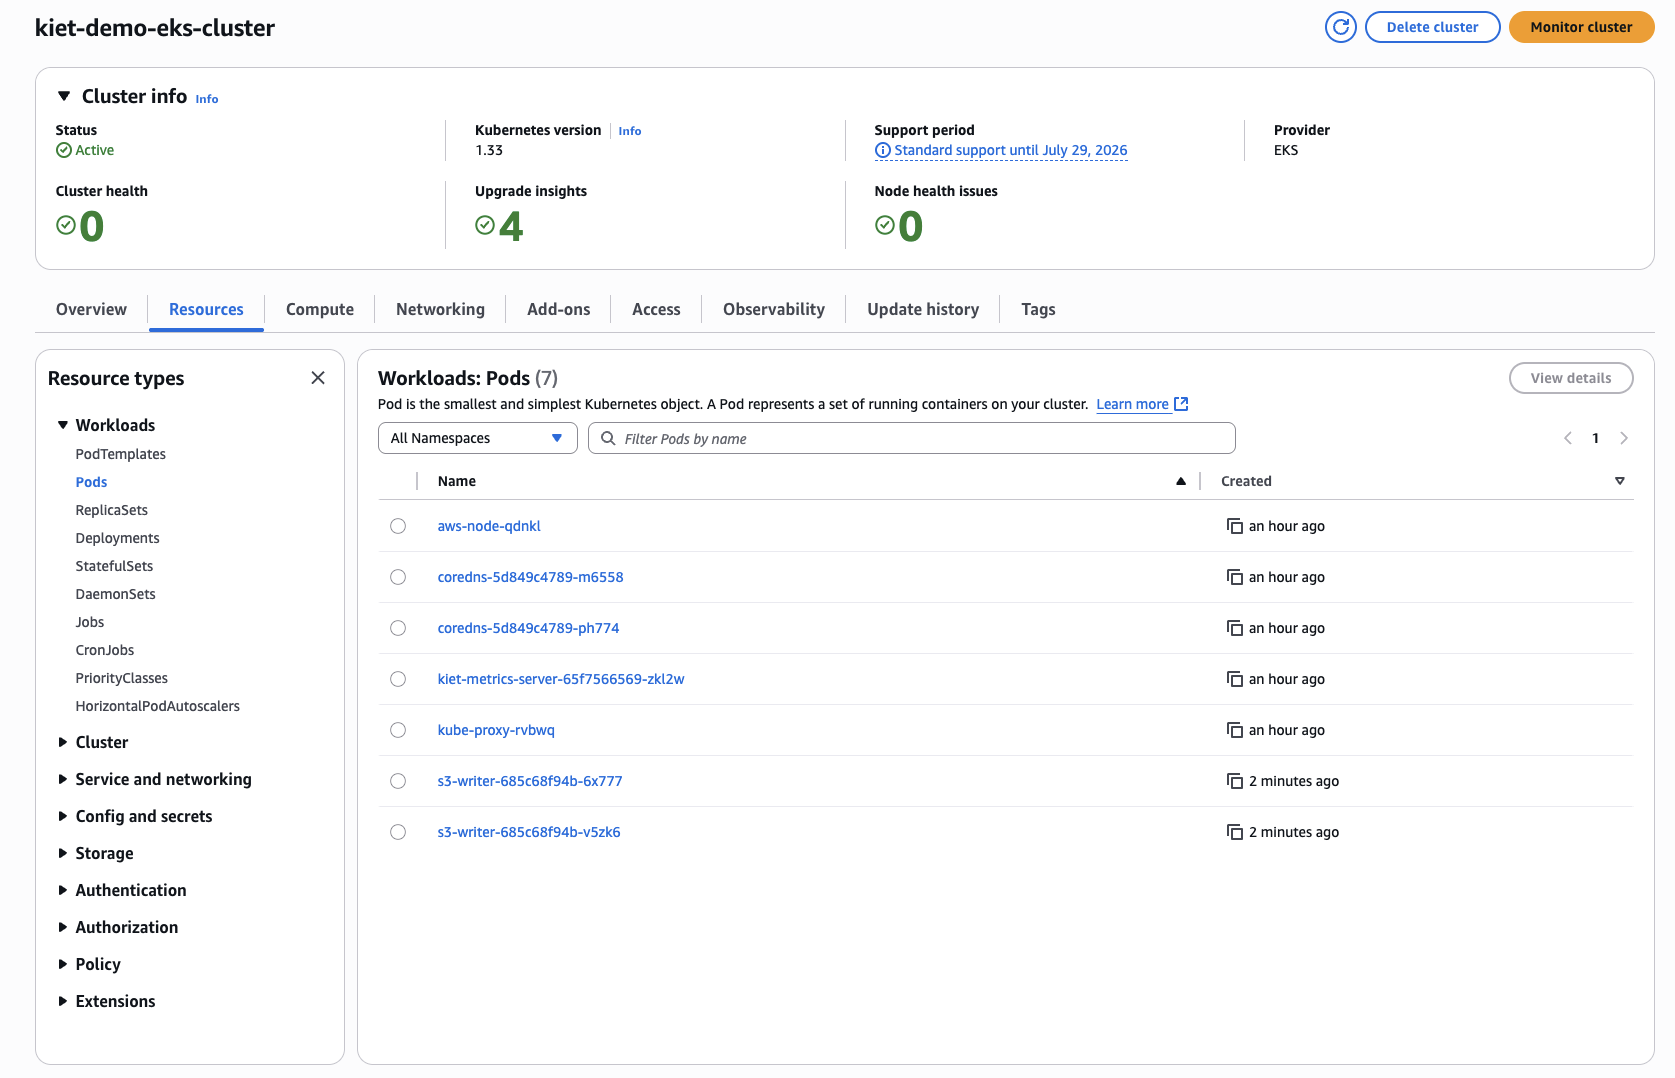 kiet-demo-eks-cluster
Delete cluster
Monitor cluster
Cluster info Info
Status
Active
Kubernetes version Info
1.33
Support period
Standard support until July 29, 2026
Provider
EKS
Cluster health
0
Upgrade insights
4
Node health issues
0
Overview Resources Compute Networking Add-ons Access Observability Update history Tags
Resource types
Workloads
PodTemplates
Pods
ReplicaSets
Deployments
StatefulSets
DaemonSets
Jobs
CronJobs
PriorityClasses
HorizontalPodAutoscalers
Cluster
Service and networking
Config and secrets
Storage
Authentication
Authorization
Policy
Extensions
Workloads: Pods (7)
View details
Pod is the smallest and simplest Kubernetes object. A Pod represents a set of running containers on your cluster. Learn more
All Namespaces
Filter Pods by name
1
Name Created
aws-node-qdnkl an hour ago
coredns-5d849c4789-m6558 an hour ago
coredns-5d849c4789-ph774 an hour ago
kiet-metrics-server-65f7566569-zkl2w an hour ago
kube-proxy-rvbwq an hour ago
s3-writer-685c68f94b-6x777 2 minutes ago
s3-writer-685c68f94b-v5zk6 2 minutes ago